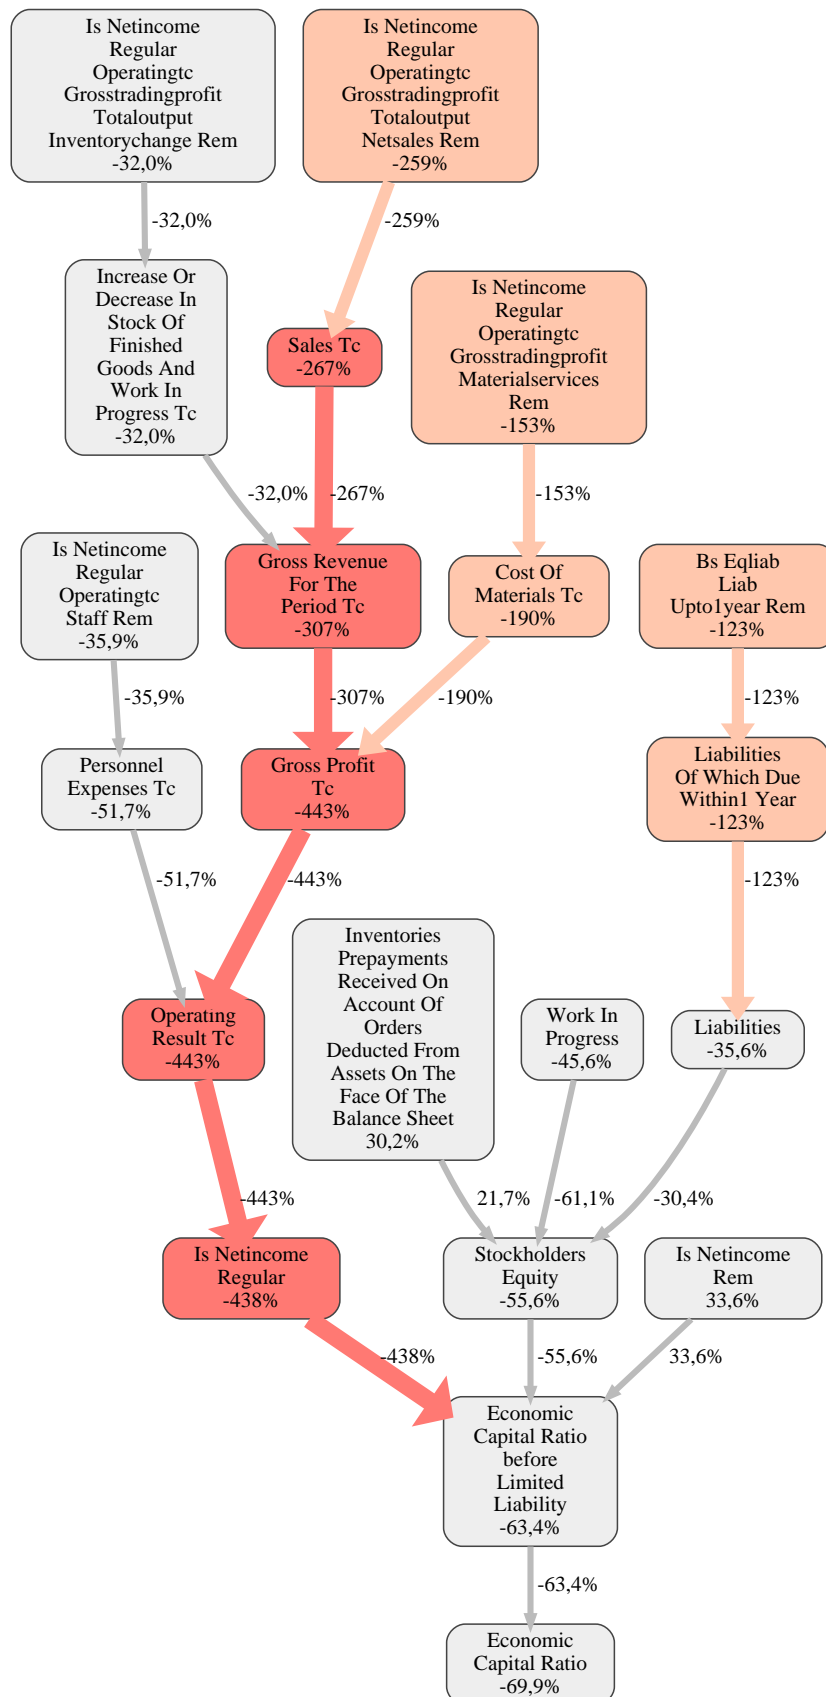 Is Netincome
Regular
Operatingtc
Grosstradingprofit
Totaloutput
Inventorychange Rem
-32,0%
Is Netincome
Regular
Operatingtc
Grosstradingprofit
Totaloutput
Netsales Rem
-259%
-32,0%
-259%
Increase Or
Decrease In
Stock Of
Finished
Goods And
Work In
Progress Tc
-32,0%
Sales Tc
-267%
Is Netincome
Regular
Operatingtc
Grosstradingprofit
Materialservices
Rem
-153%
-32,0%
-267%
-153%
Is Netincome
Regular
Operatingtc
Staff Rem
-35,9%
Gross Revenue
For The
Period Tc
-307%
Cost Of
Materials Tc
-190%
Bs Eqliab
Liab
Upto1year Rem
-123%
-35,9%
-307%
-190%
-123%
Personnel
Expenses Tc
-51,7%
Gross Profit
Tc
-443%
Liabilities
Of Which Due
Within1 Year
-123%
-51,7%
-443%
-123%
Inventories
Prepayments
Received On
Account Of
Orders
Deducted From
Assets On The
Face Of The
Balance Sheet
30,2%
Operating
Result Tc
-443%
Work In
Progress
-45,6%
Liabilities
-35,6%
-443%
21,7%
-61,1%
-30,4%
Is Netincome
Regular
-438%
Stockholders
Equity
-55,6%
Is Netincome
Rem
33,6%
-438%
-55,6%
33,6%
Economic
Capital Ratio
before
Limited
Liability
-63,4%
-63,4%
Economic
Capital Ratio
-69,9%